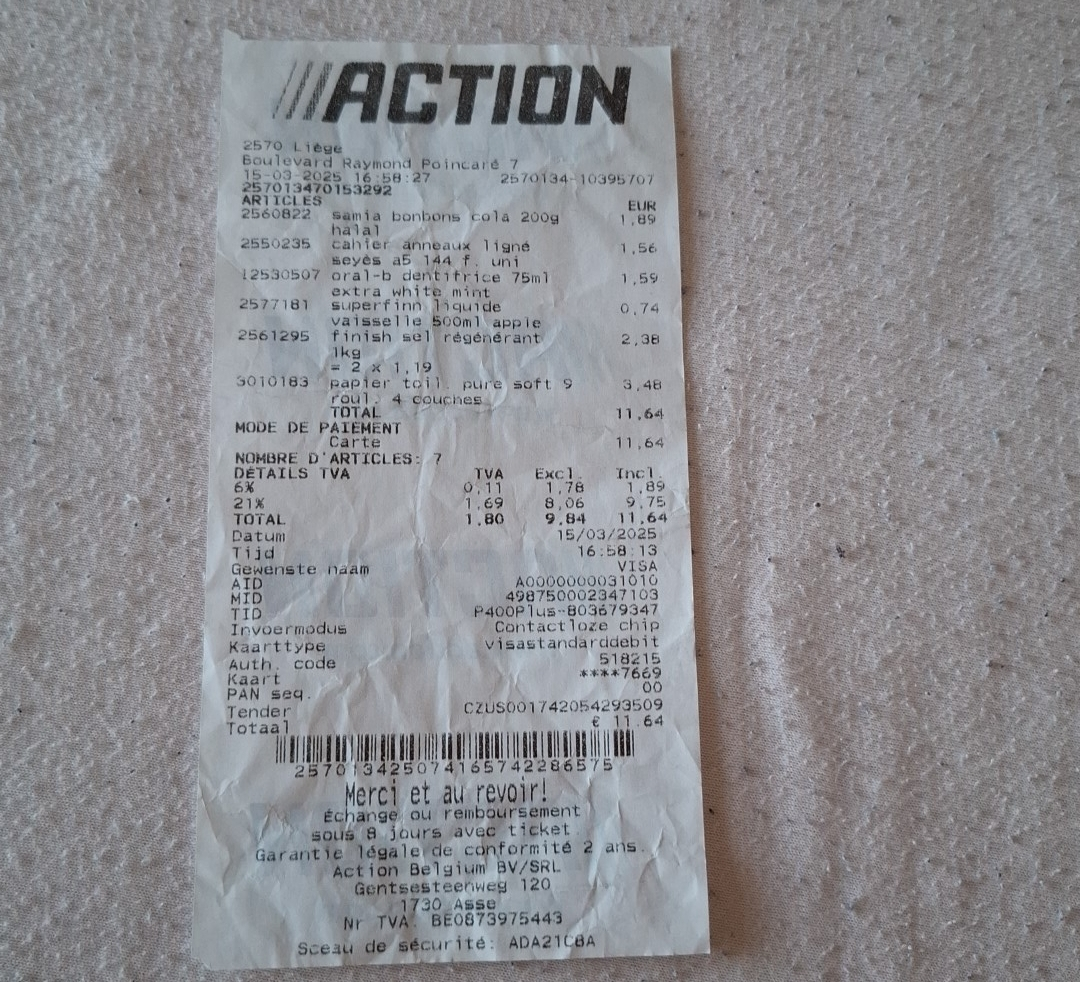 ACTION
2570 Liège
Boulevard Raymond Poincaré 7
15-03-2025 16:58:27 2570134-10395707
257013470153292
ARTICLES EUR
2560822 samia bonbons cola 200g 1,89
halal
2550235 cahier anneaux ligné 1,56
seyès a5 144 f. uni
12530507 oral-b dentifrice 75ml 1,59
extra white mint
2577181 superfinn liquide 0,74
vaisselle 500ml apple
2561295 finish sel régénérant 2,38
1kg
= 2 x 1,19
3010183 papier toil. pure soft 9 3,48
roul. 4 couches
TOTAL 11,64
MODE DE PAIEMENT
Carte 11,64
NOMBRE D'ARTICLES: 7
DÉTAILS TVA TVA Excl. Incl.
6% 0,11 1,78 1,89
21% 1,69 8,06 9,75
TOTAL 1,80 9,84 11,64
Datum 15/03/2025
Tijd 16:58:13
Gewenste naam VISA
AID A0000000031010
MID 498750002347103
TID P400Plus-803679347
Invoermodus Contactloze chip
Kaarttype visastandarddebit
Auth. code 518215
Kaart ****7669
PAN seq. 00
Tender CZUS001742054293509
Totaal € 11.64
2570134250741657422865​75
Merci et au revoir!
Échange ou remboursement
sous 8 jours avec ticket.
Garantie légale de conformité 2 ans.
Action Belgium BV/SRL
Gentsesteenweg 120
1730 Asse
Nr TVA: BE0873975443
Sceau de sécurité: ADA21C8A